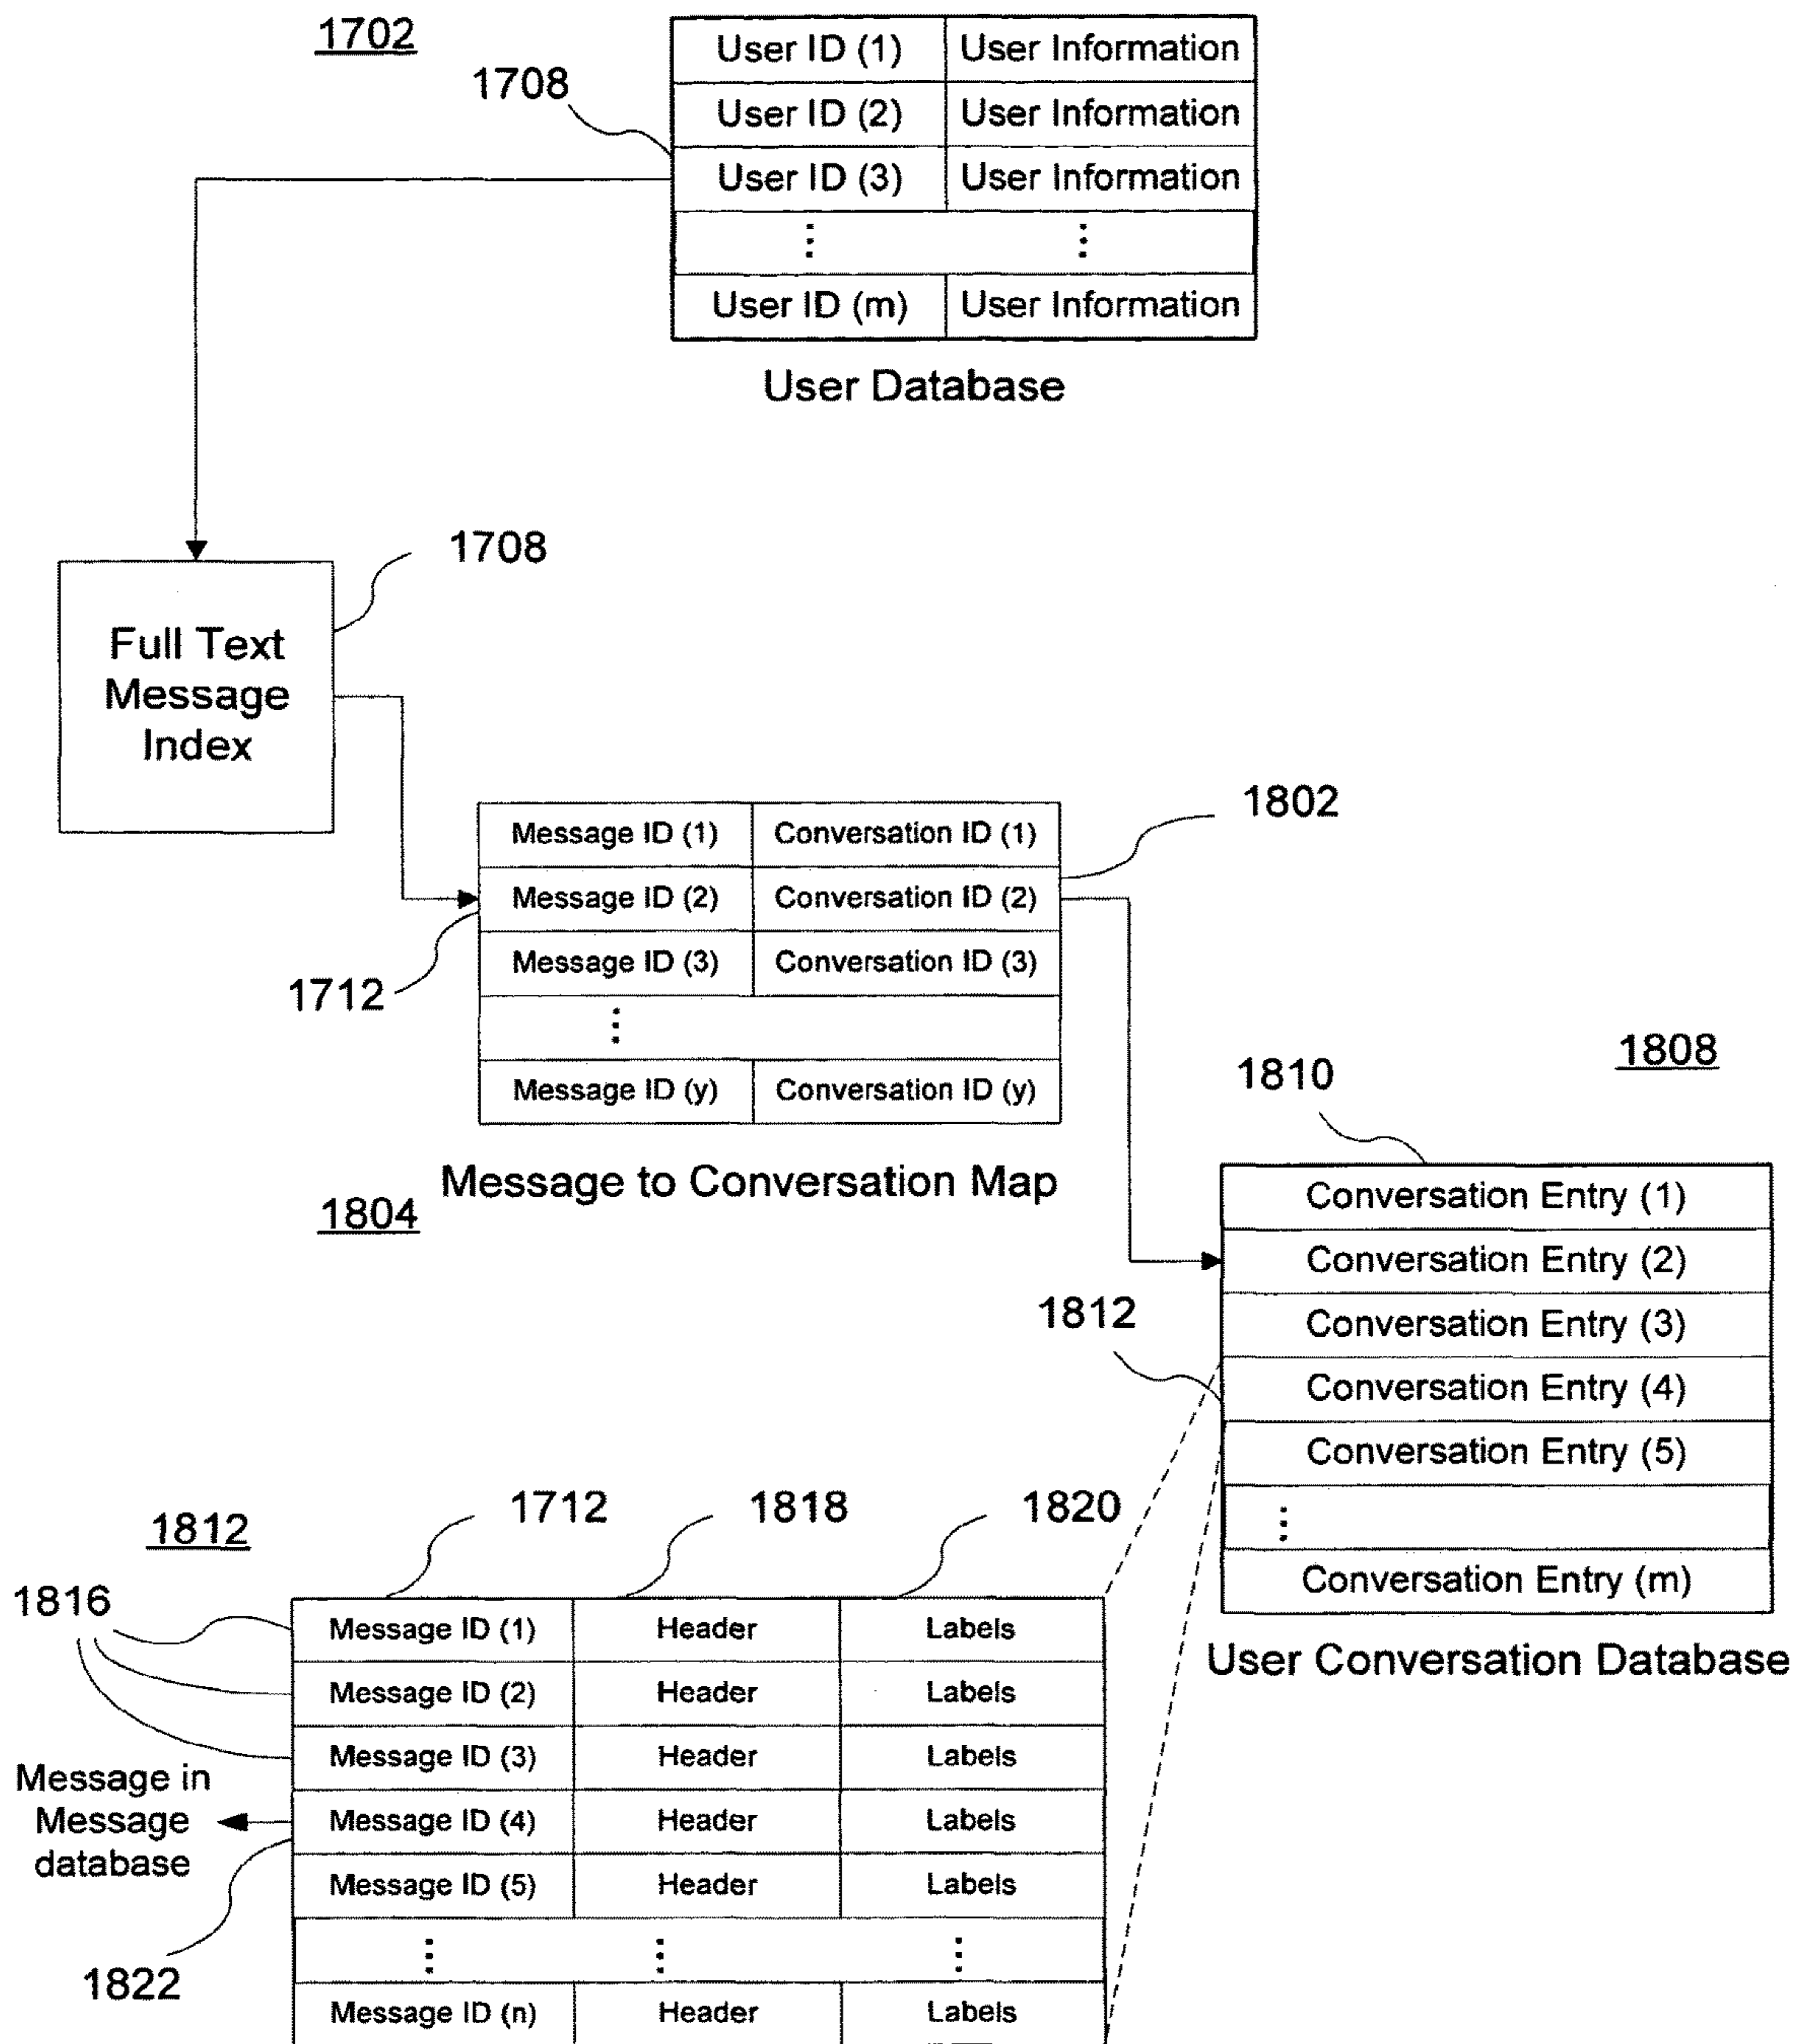 1702
User ID (1) User Information
1708
User ID (2) User Information
User ID (3) User Information
⋮ ⋮
User ID (m) User Information
User Database
1708
Full Text
Message
Index
1802
Message ID (1) Conversation ID (1)
Message ID (2) Conversation ID (2)
Message ID (3) Conversation ID (3)
1712
⋮
Message ID (y) Conversation ID (y)
Message to Conversation Map
1804
1808
1810
Conversation Entry (1)
Conversation Entry (2)
1812
Conversation Entry (3)
Conversation Entry (4)
Conversation Entry (5)
⋮
Conversation Entry (m)
User Conversation Database
1812
1712 1818 1820
1816
Message ID (1) Header Labels
Message ID (2) Header Labels
Message ID (3) Header Labels
Message in
Message
database
Message ID (4) Header Labels
Message ID (5) Header Labels
⋮ ⋮ ⋮
1822
Message ID (n) Header Labels